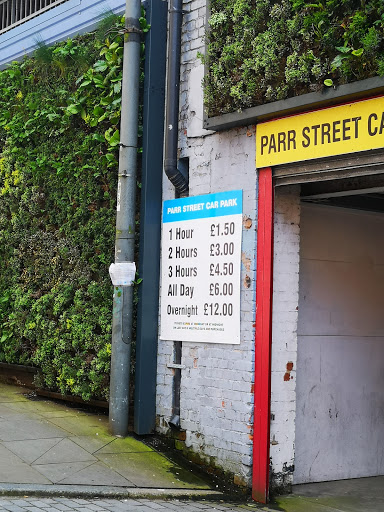 PARR STREET CA
PARR STREET CAR PARK
1 Hour £1.50
2 Hours £3.00
3 Hours £4.50
All Day £6.00
Overnight £12.00